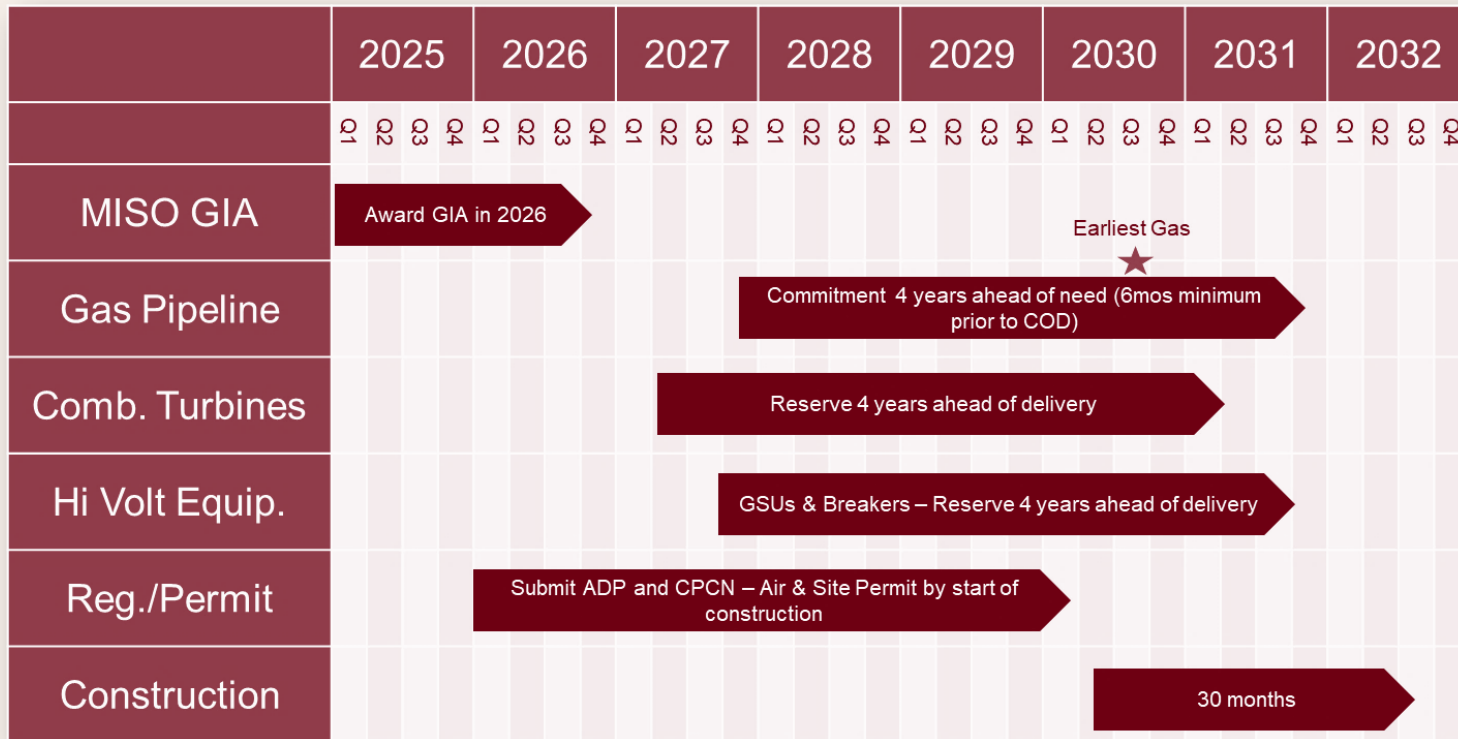 2025 2026 2027 2028 2029 2030 2031 2032
Q1 Q2 Q3 Q4 Q1 Q2 Q3 Q4 Q1 Q2 Q3 Q4 Q1 Q2 Q3 Q4 Q1 Q2 Q3 Q4 Q1 Q2 Q3 Q4 Q1 Q2 Q3 Q4 Q1 Q2 Q3 Q4
MISO GIA
Award GIA in 2026
Earliest Gas
Gas Pipeline
Commitment 4 years ahead of need (6mos minimum
prior to COD)
Comb. Turbines
Reserve 4 years ahead of delivery
Hi Volt Equip.
GSUs & Breakers – Reserve 4 years ahead of delivery
Reg./Permit
Submit ADP and CPCN – Air & Site Permit by start of
construction
Construction
30 months